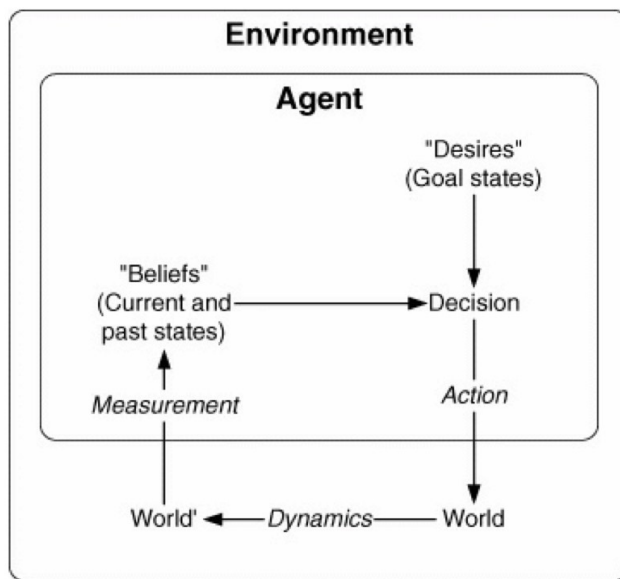 Environment
Agent
"Desires"
(Goal states)
"Beliefs"
(Current and
past states)
Decision
Measurement
Action
World'
Dynamics
World